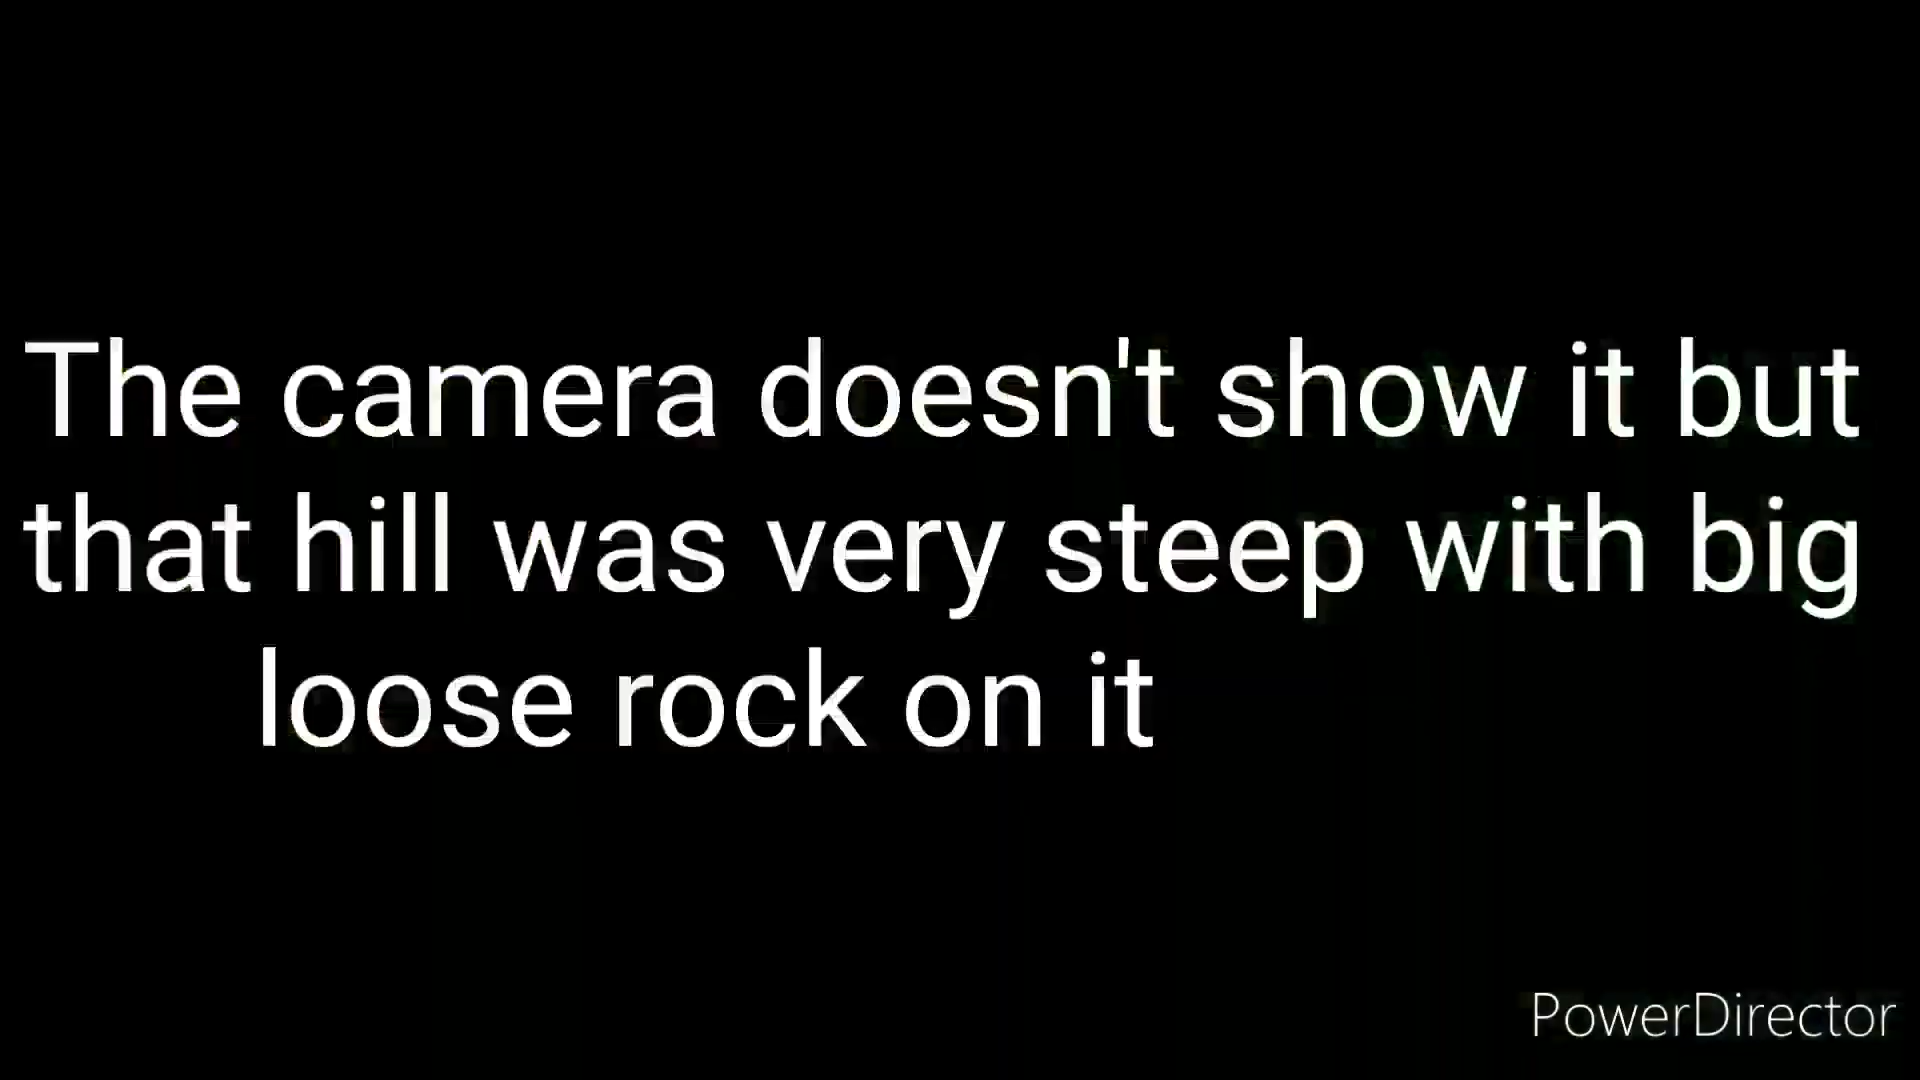 The camera doesn't show it but
that hill was very steep with big
loose rock on it
PowerDirector